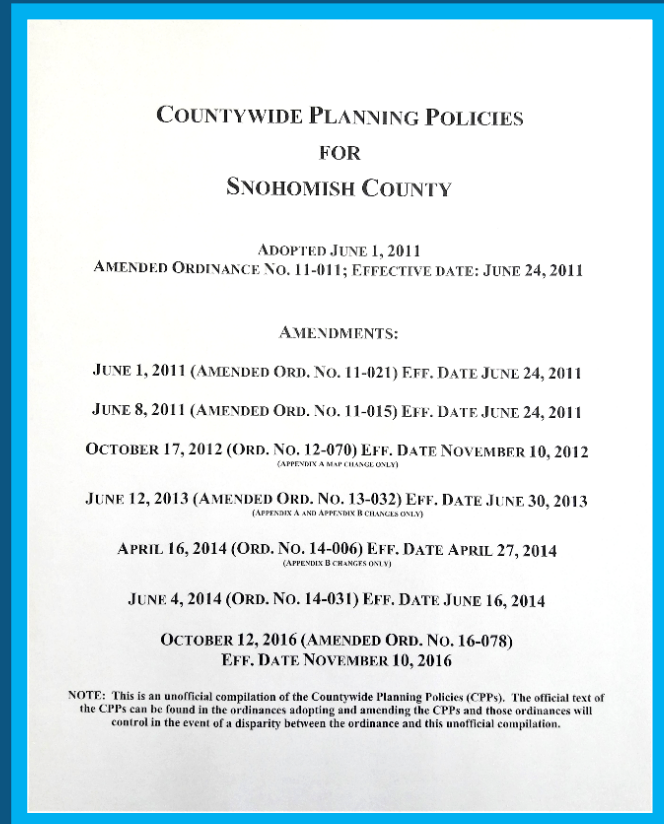 COUNTYWIDE PLANNING POLICIES
FOR
SNOHOMISH COUNTY
ADOPTED JUNE 1, 2011
AMENDED ORDINANCE NO. 11-011; EFFECTIVE DATE: JUNE 24, 2011
AMENDMENTS:
JUNE 1, 2011 (AMENDED ORD. NO. 11-021) EFF. DATE JUNE 24, 2011
JUNE 8, 2011 (AMENDED ORD. NO. 11-015) EFF. DATE JUNE 24, 2011
OCTOBER 17, 2012 (ORD. NO. 12-070) EFF. DATE NOVEMBER 10, 2012
(APPENDIX A MAP CHANGE ONLY)
JUNE 12, 2013 (AMENDED ORD. NO. 13-032) EFF. DATE JUNE 30, 2013
(APPENDIX A AND APPENDIX B CHANGES ONLY)
APRIL 16, 2014 (ORD. NO. 14-006) EFF. DATE APRIL 27, 2014
(APPENDIX B CHANGES ONLY)
JUNE 4, 2014 (ORD. NO. 14-031) EFF. DATE JUNE 16, 2014
OCTOBER 12, 2016 (AMENDED ORD. NO. 16-078)
EFF. DATE NOVEMBER 10, 2016
NOTE: This is an unofficial compilation of the Countywide Planning Policies (CPPs). The official text of
the CPPs can be found in the ordinances adopting and amending the CPPs and those ordinances will
control in the event of a disparity between the ordinance and this unofficial compilation.